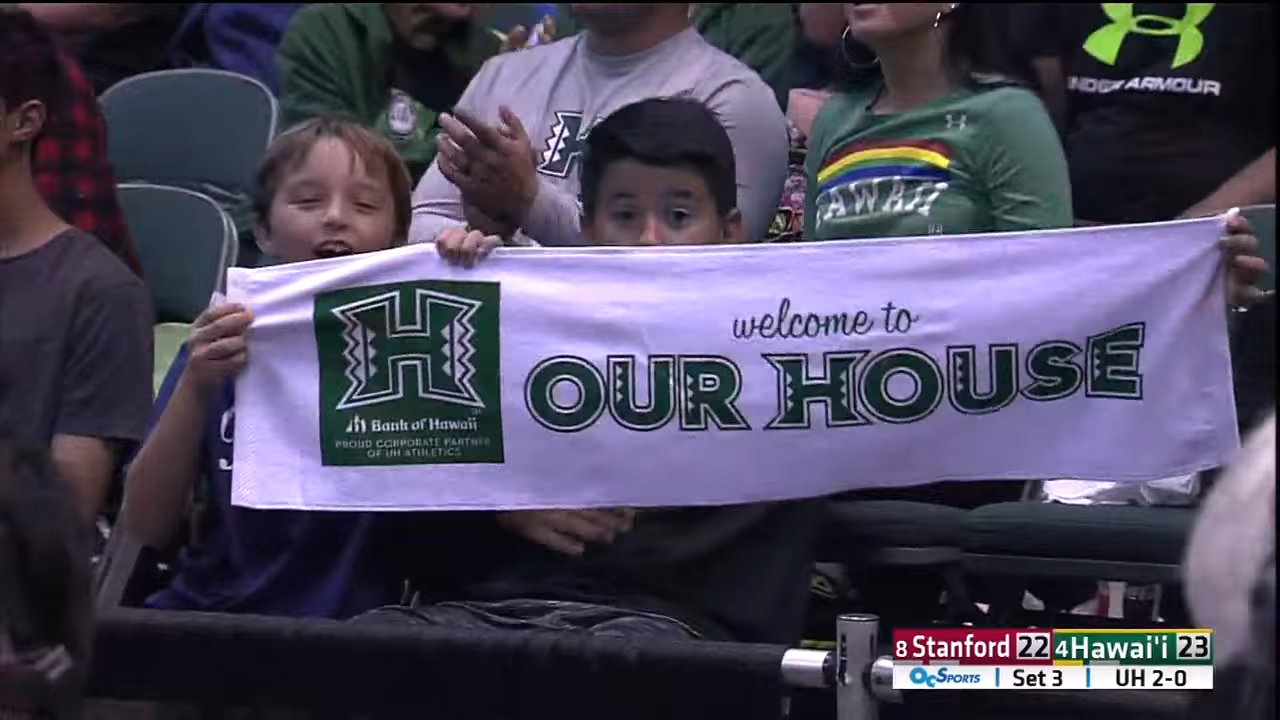 UNDER ARMOUR
HAWAII
H
H
Bank of Hawaii
PROUD CORPORATE PARTNER
OF UH ATHLETICS
welcome to
OUR HOUSE
8 Stanford 22 4 Hawai'i 23
OC SPORTS Set 3 UH 2-0